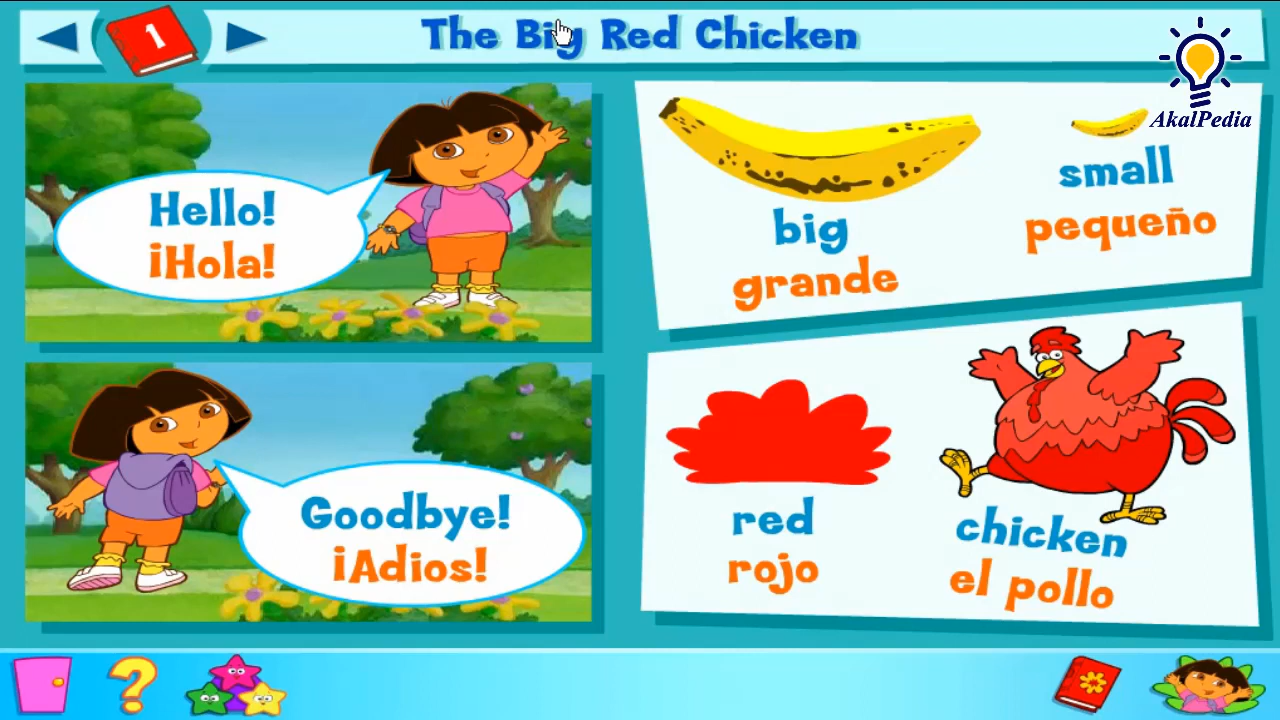 1
The Big Red Chicken
AkalPedia
Hello!
¡Hola!
big
grande
small
pequeño
Goodbye!
¡Adios!
red
rojo
chicken
el pollo
?